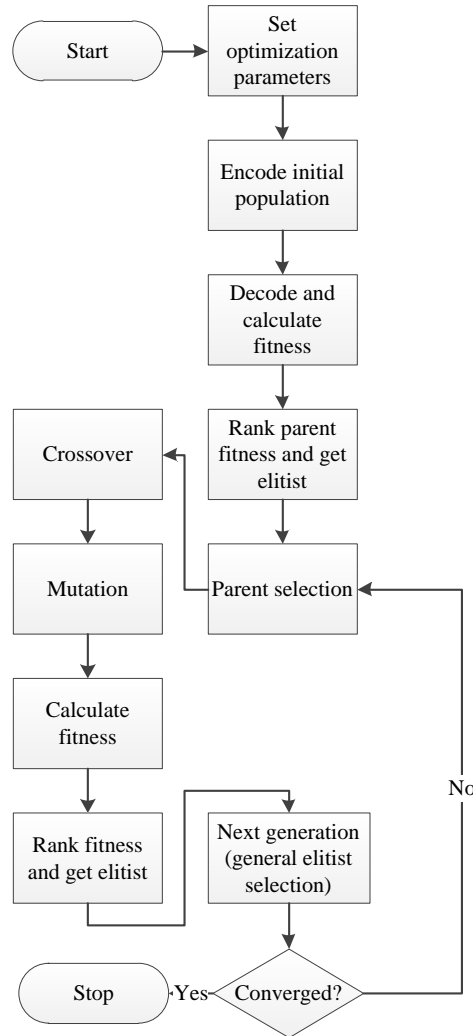 Start
Set
optimization
parameters
Encode initial
population
Decode and
calculate
fitness
Rank parent
fitness and get
elitist
Parent selection
Crossover
Mutation
Calculate
fitness
Rank fitness
and get elitist
Next generation
(general elitist
selection)
Converged?
Yes
Stop
No